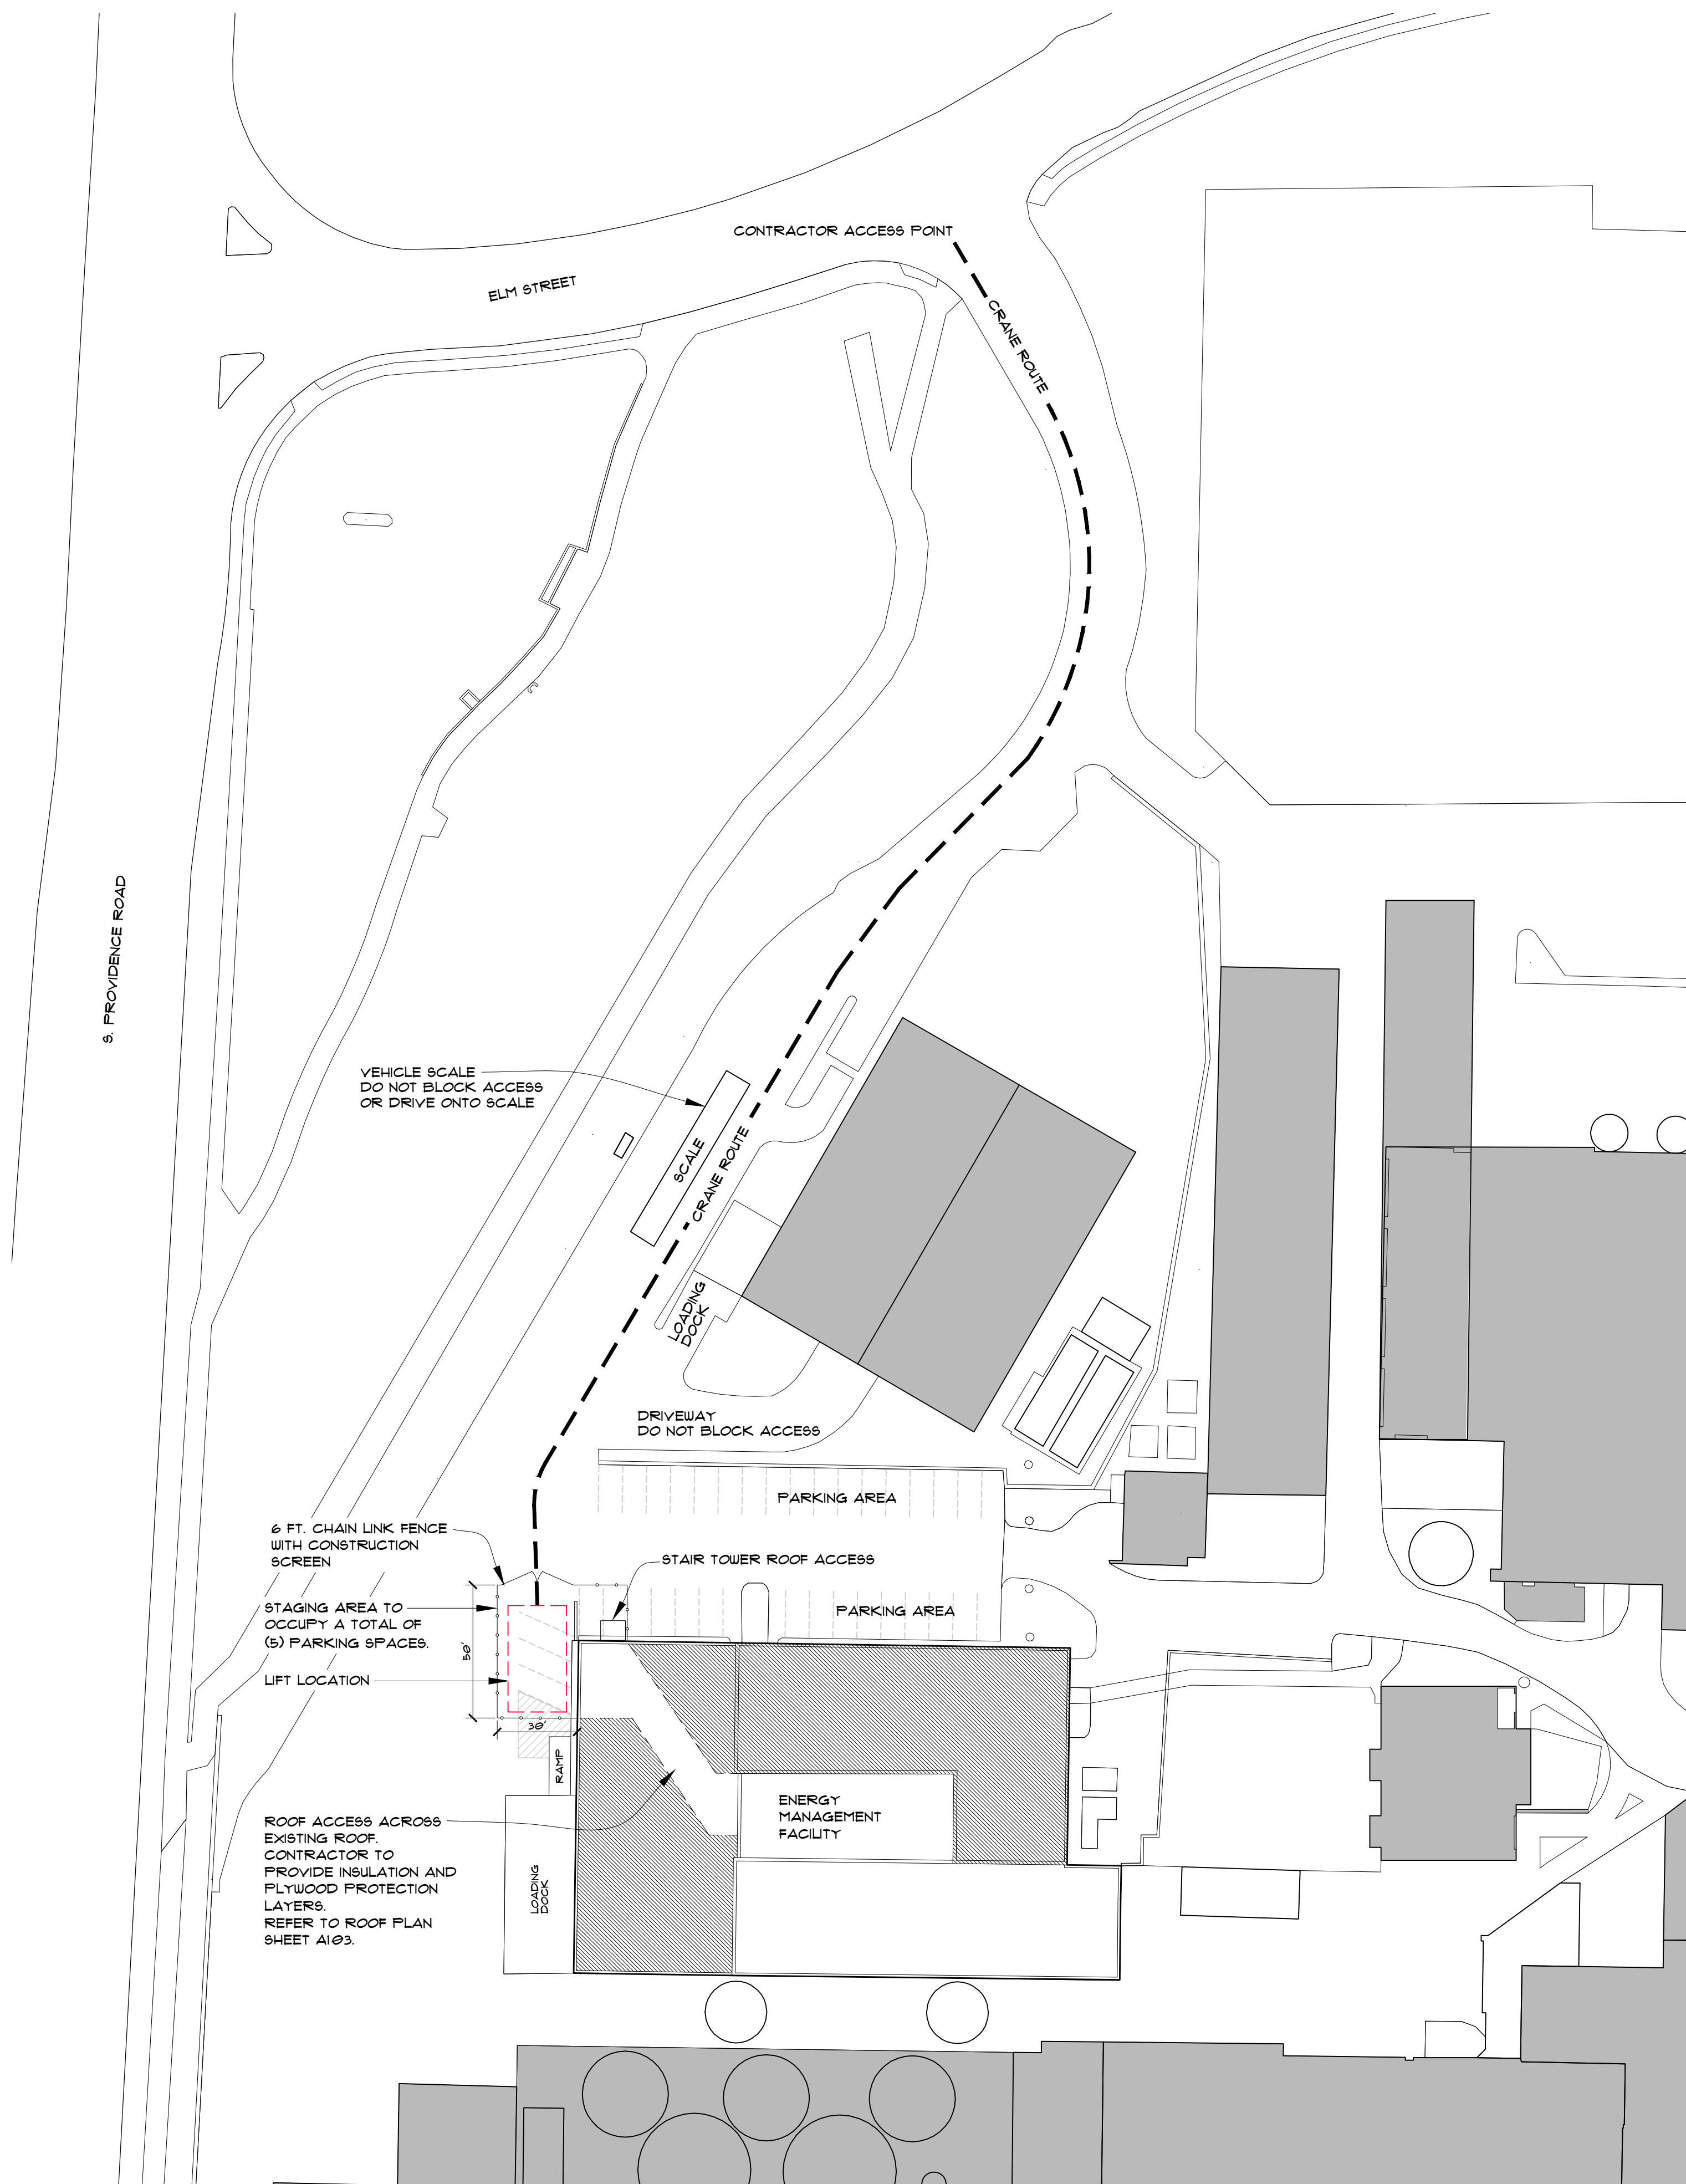 CONTRACTOR ACCESS POINT
ELM STREET
CRANE ROUTE
S. PROVIDENCE ROAD
VEHICLE SCALE
DO NOT BLOCK ACCESS
OR DRIVE ONTO SCALE
SCALE
CRANE ROUTE
LOADING
DOCK
DRIVEWAY
DO NOT BLOCK ACCESS
PARKING AREA
6 FT. CHAIN LINK FENCE
WITH CONSTRUCTION
SCREEN
STAIR TOWER ROOF ACCESS
STAGING AREA TO
OCCUPY A TOTAL OF
(5) PARKING SPACES.
PARKING AREA
50'
LIFT LOCATION
30'
RAMP
ENERGY
MANAGEMENT
FACILITY
ROOF ACCESS ACROSS
EXISTING ROOF.
CONTRACTOR TO
PROVIDE INSULATION AND
PLYWOOD PROTECTION
LAYERS.
REFER TO ROOF PLAN
SHEET A103.
LOADING
DOCK